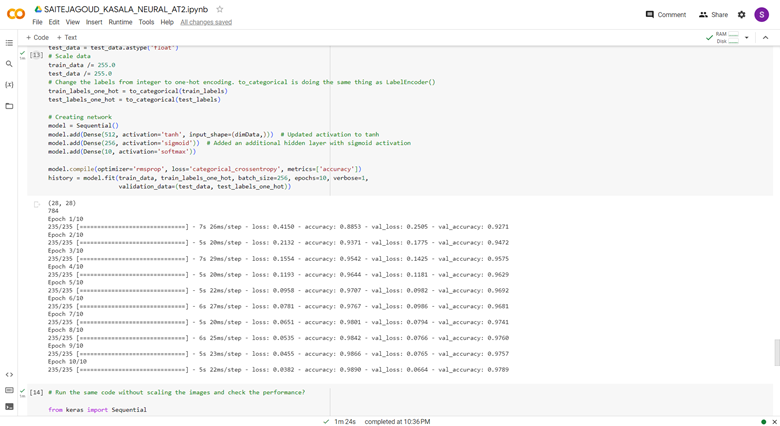 SAITEJAGOUD_KASALA_NEURAL_AT2.ipynb
Comment
Share
S
File Edit View Insert Runtime Tools Help All changes saved
+ Code + Text
RAM
Disk
test_data = test_data.astype('float')
[13] # Scale data
train_data /= 255.0
test_data /= 255.0
# Change the labels from integer to one-hot encoding. to_categorical is doing the same thing as LabelEncoder()
train_labels_one_hot = to_categorical(train_labels)
test_labels_one_hot = to_categorical(test_labels)
# Creating network
model = Sequential()
model.add(Dense(512, activation='tanh', input_shape=(dimData,))) # Updated activation to tanh
model.add(Dense(256, activation='sigmoid')) # Added an additional hidden layer with sigmoid activation
model.add(Dense(10, activation='softmax'))
model.compile(optimizer='rmsprop', loss='categorical_crossentropy', metrics=['accuracy'])
history = model.fit(train_data, train_labels_one_hot, batch_size=256, epochs=10, verbose=1,
validation_data=(test_data, test_labels_one_hot))
(28, 28)
784
Epoch 1/10
235/235 [==============================] - 7s 26ms/step - loss: 0.4150 - accuracy: 0.8853 - val_loss: 0.2505 - val_accuracy: 0.9271
Epoch 2/10
235/235 [==============================] - 5s 20ms/step - loss: 0.2132 - accuracy: 0.9371 - val_loss: 0.1775 - val_accuracy: 0.9472
Epoch 3/10
235/235 [==============================] - 7s 29ms/step - loss: 0.1554 - accuracy: 0.9542 - val_loss: 0.1425 - val_accuracy: 0.9575
Epoch 4/10
235/235 [==============================] - 5s 20ms/step - loss: 0.1193 - accuracy: 0.9644 - val_loss: 0.1181 - val_accuracy: 0.9629
Epoch 5/10
235/235 [==============================] - 5s 22ms/step - loss: 0.0958 - accuracy: 0.9707 - val_loss: 0.0982 - val_accuracy: 0.9692
Epoch 6/10
235/235 [==============================] - 6s 27ms/step - loss: 0.0781 - accuracy: 0.9767 - val_loss: 0.0986 - val_accuracy: 0.9681
Epoch 7/10
235/235 [==============================] - 5s 20ms/step - loss: 0.0651 - accuracy: 0.9801 - val_loss: 0.0794 - val_accuracy: 0.9741
Epoch 8/10
235/235 [==============================] - 6s 25ms/step - loss: 0.0535 - accuracy: 0.9842 - val_loss: 0.0766 - val_accuracy: 0.9760
Epoch 9/10
235/235 [==============================] - 5s 23ms/step - loss: 0.0455 - accuracy: 0.9866 - val_loss: 0.0765 - val_accuracy: 0.9757
Epoch 10/10
235/235 [==============================] - 5s 22ms/step - loss: 0.0382 - accuracy: 0.9890 - val_loss: 0.0664 - val_accuracy: 0.9789
[14] # Run the same code without scaling the images and check the performance?
from keras import Sequential
1m 24s completed at 10:36 PM